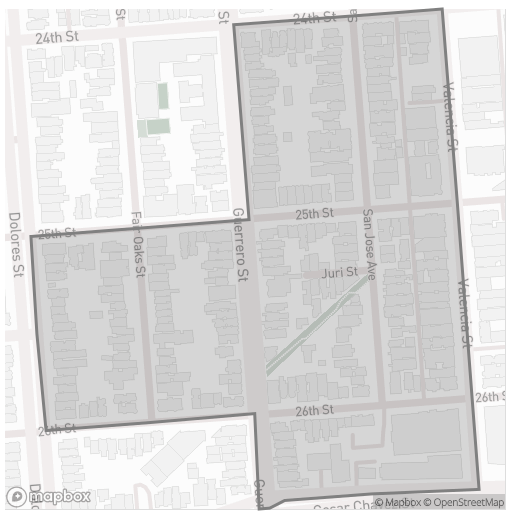 24th St
24th St
St
St
Sa
Valencia St
25th St
25th St
Dolores St
Fair Oaks St
Guerrero St
San Jose Ave
Juri St
Valencia St
26th St
26th St
26th St
Guer
Cesar Cha
mapbox
© Mapbox © OpenStreetMap